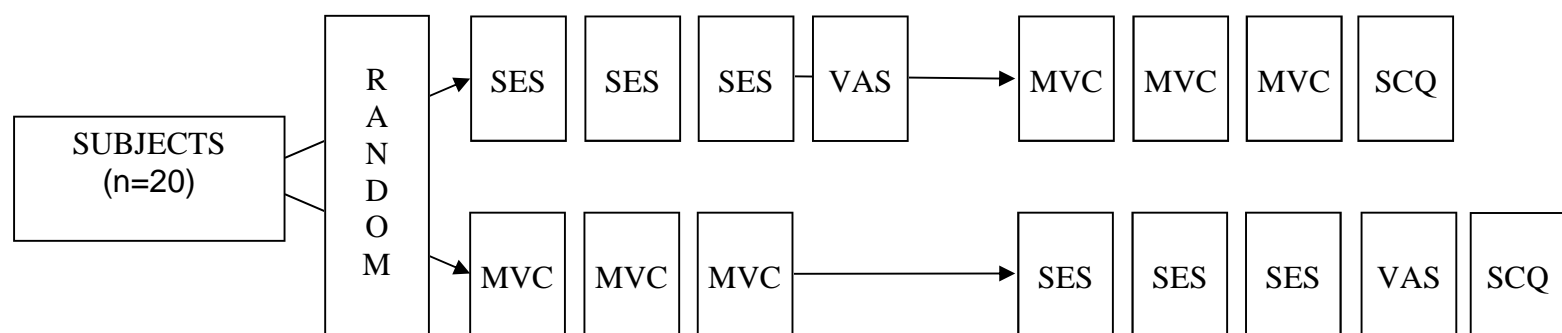 SUBJECTS
(n=20)
R
A
N
D
O
M
SES SES SES VAS MVC MVC MVC SCQ
MVC MVC MVC SES SES SES VAS SCQ